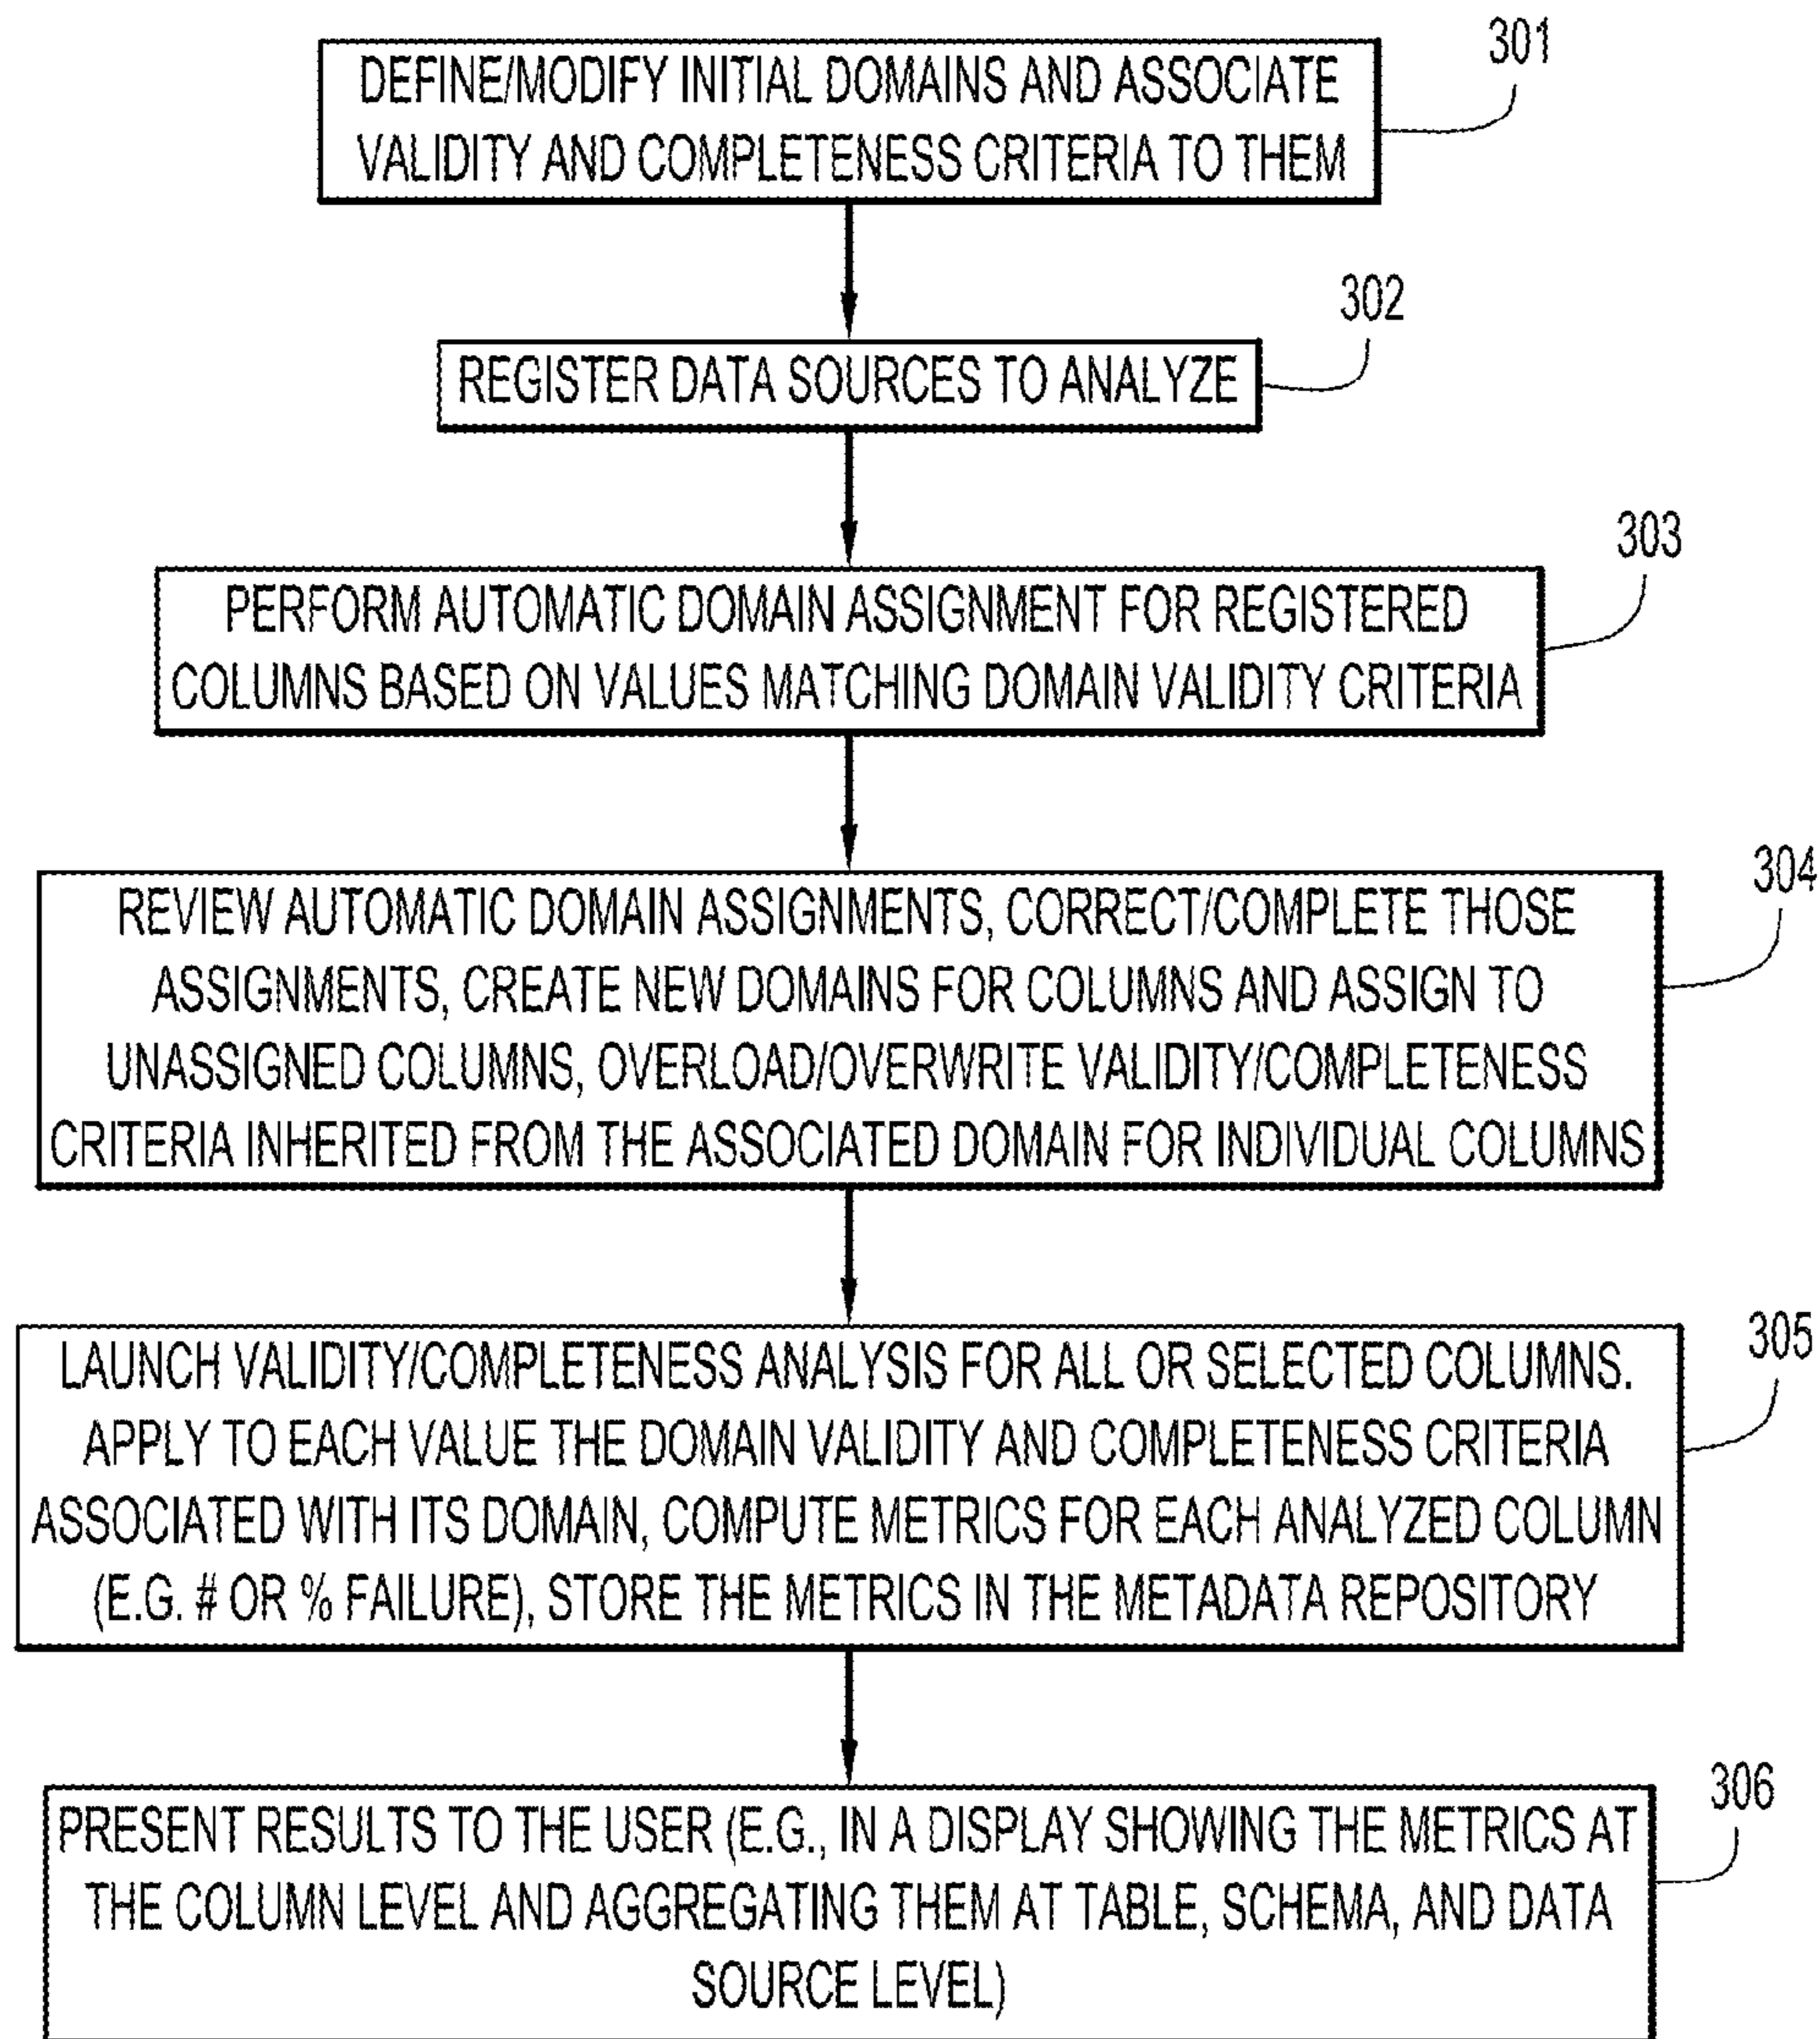 301
DEFINE/MODIFY INITIAL DOMAINS AND ASSOCIATE
VALIDITY AND COMPLETENESS CRITERIA TO THEM
302
REGISTER DATA SOURCES TO ANALYZE
303
PERFORM AUTOMATIC DOMAIN ASSIGNMENT FOR REGISTERED
COLUMNS BASED ON VALUES MATCHING DOMAIN VALIDITY CRITERIA
304
REVIEW AUTOMATIC DOMAIN ASSIGNMENTS, CORRECT/COMPLETE THOSE
ASSIGNMENTS, CREATE NEW DOMAINS FOR COLUMNS AND ASSIGN TO
UNASSIGNED COLUMNS, OVERLOAD/OVERWRITE VALIDITY/COMPLETENESS
CRITERIA INHERITED FROM THE ASSOCIATED DOMAIN FOR INDIVIDUAL COLUMNS
305
LAUNCH VALIDITY/COMPLETENESS ANALYSIS FOR ALL OR SELECTED COLUMNS.
APPLY TO EACH VALUE THE DOMAIN VALIDITY AND COMPLETENESS CRITERIA
ASSOCIATED WITH ITS DOMAIN, COMPUTE METRICS FOR EACH ANALYZED COLUMN
(E.G. # OR % FAILURE), STORE THE METRICS IN THE METADATA REPOSITORY
306
PRESENT RESULTS TO THE USER (E.G., IN A DISPLAY SHOWING THE METRICS AT
THE COLUMN LEVEL AND AGGREGATING THEM AT TABLE, SCHEMA, AND DATA
SOURCE LEVEL)